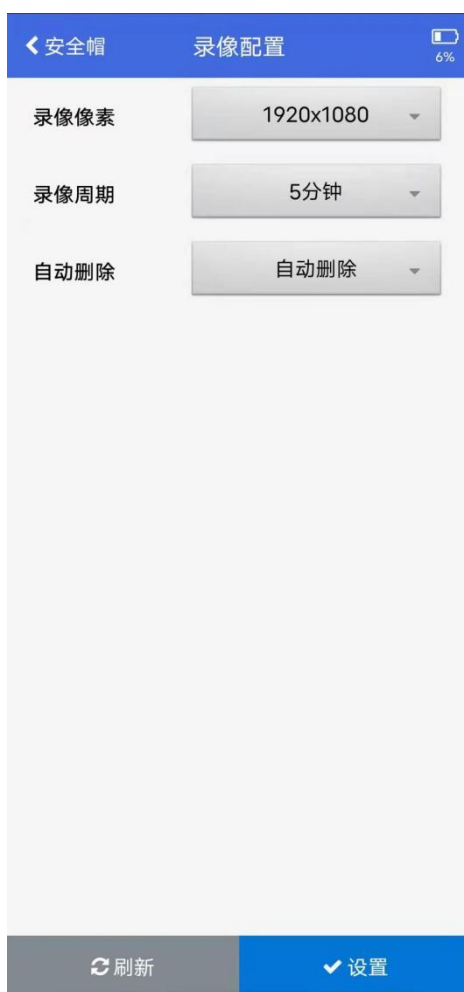 安全帽 录像配置 6%
录像像素 1920x1080
录像周期 5分钟
自动删除 自动删除
刷新 设置